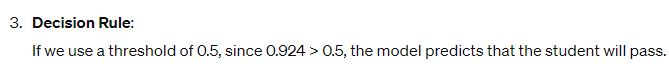 3. Decision Rule:
If we use a threshold of 0.5, since 0.924 > 0.5, the model predicts that the student will pass.